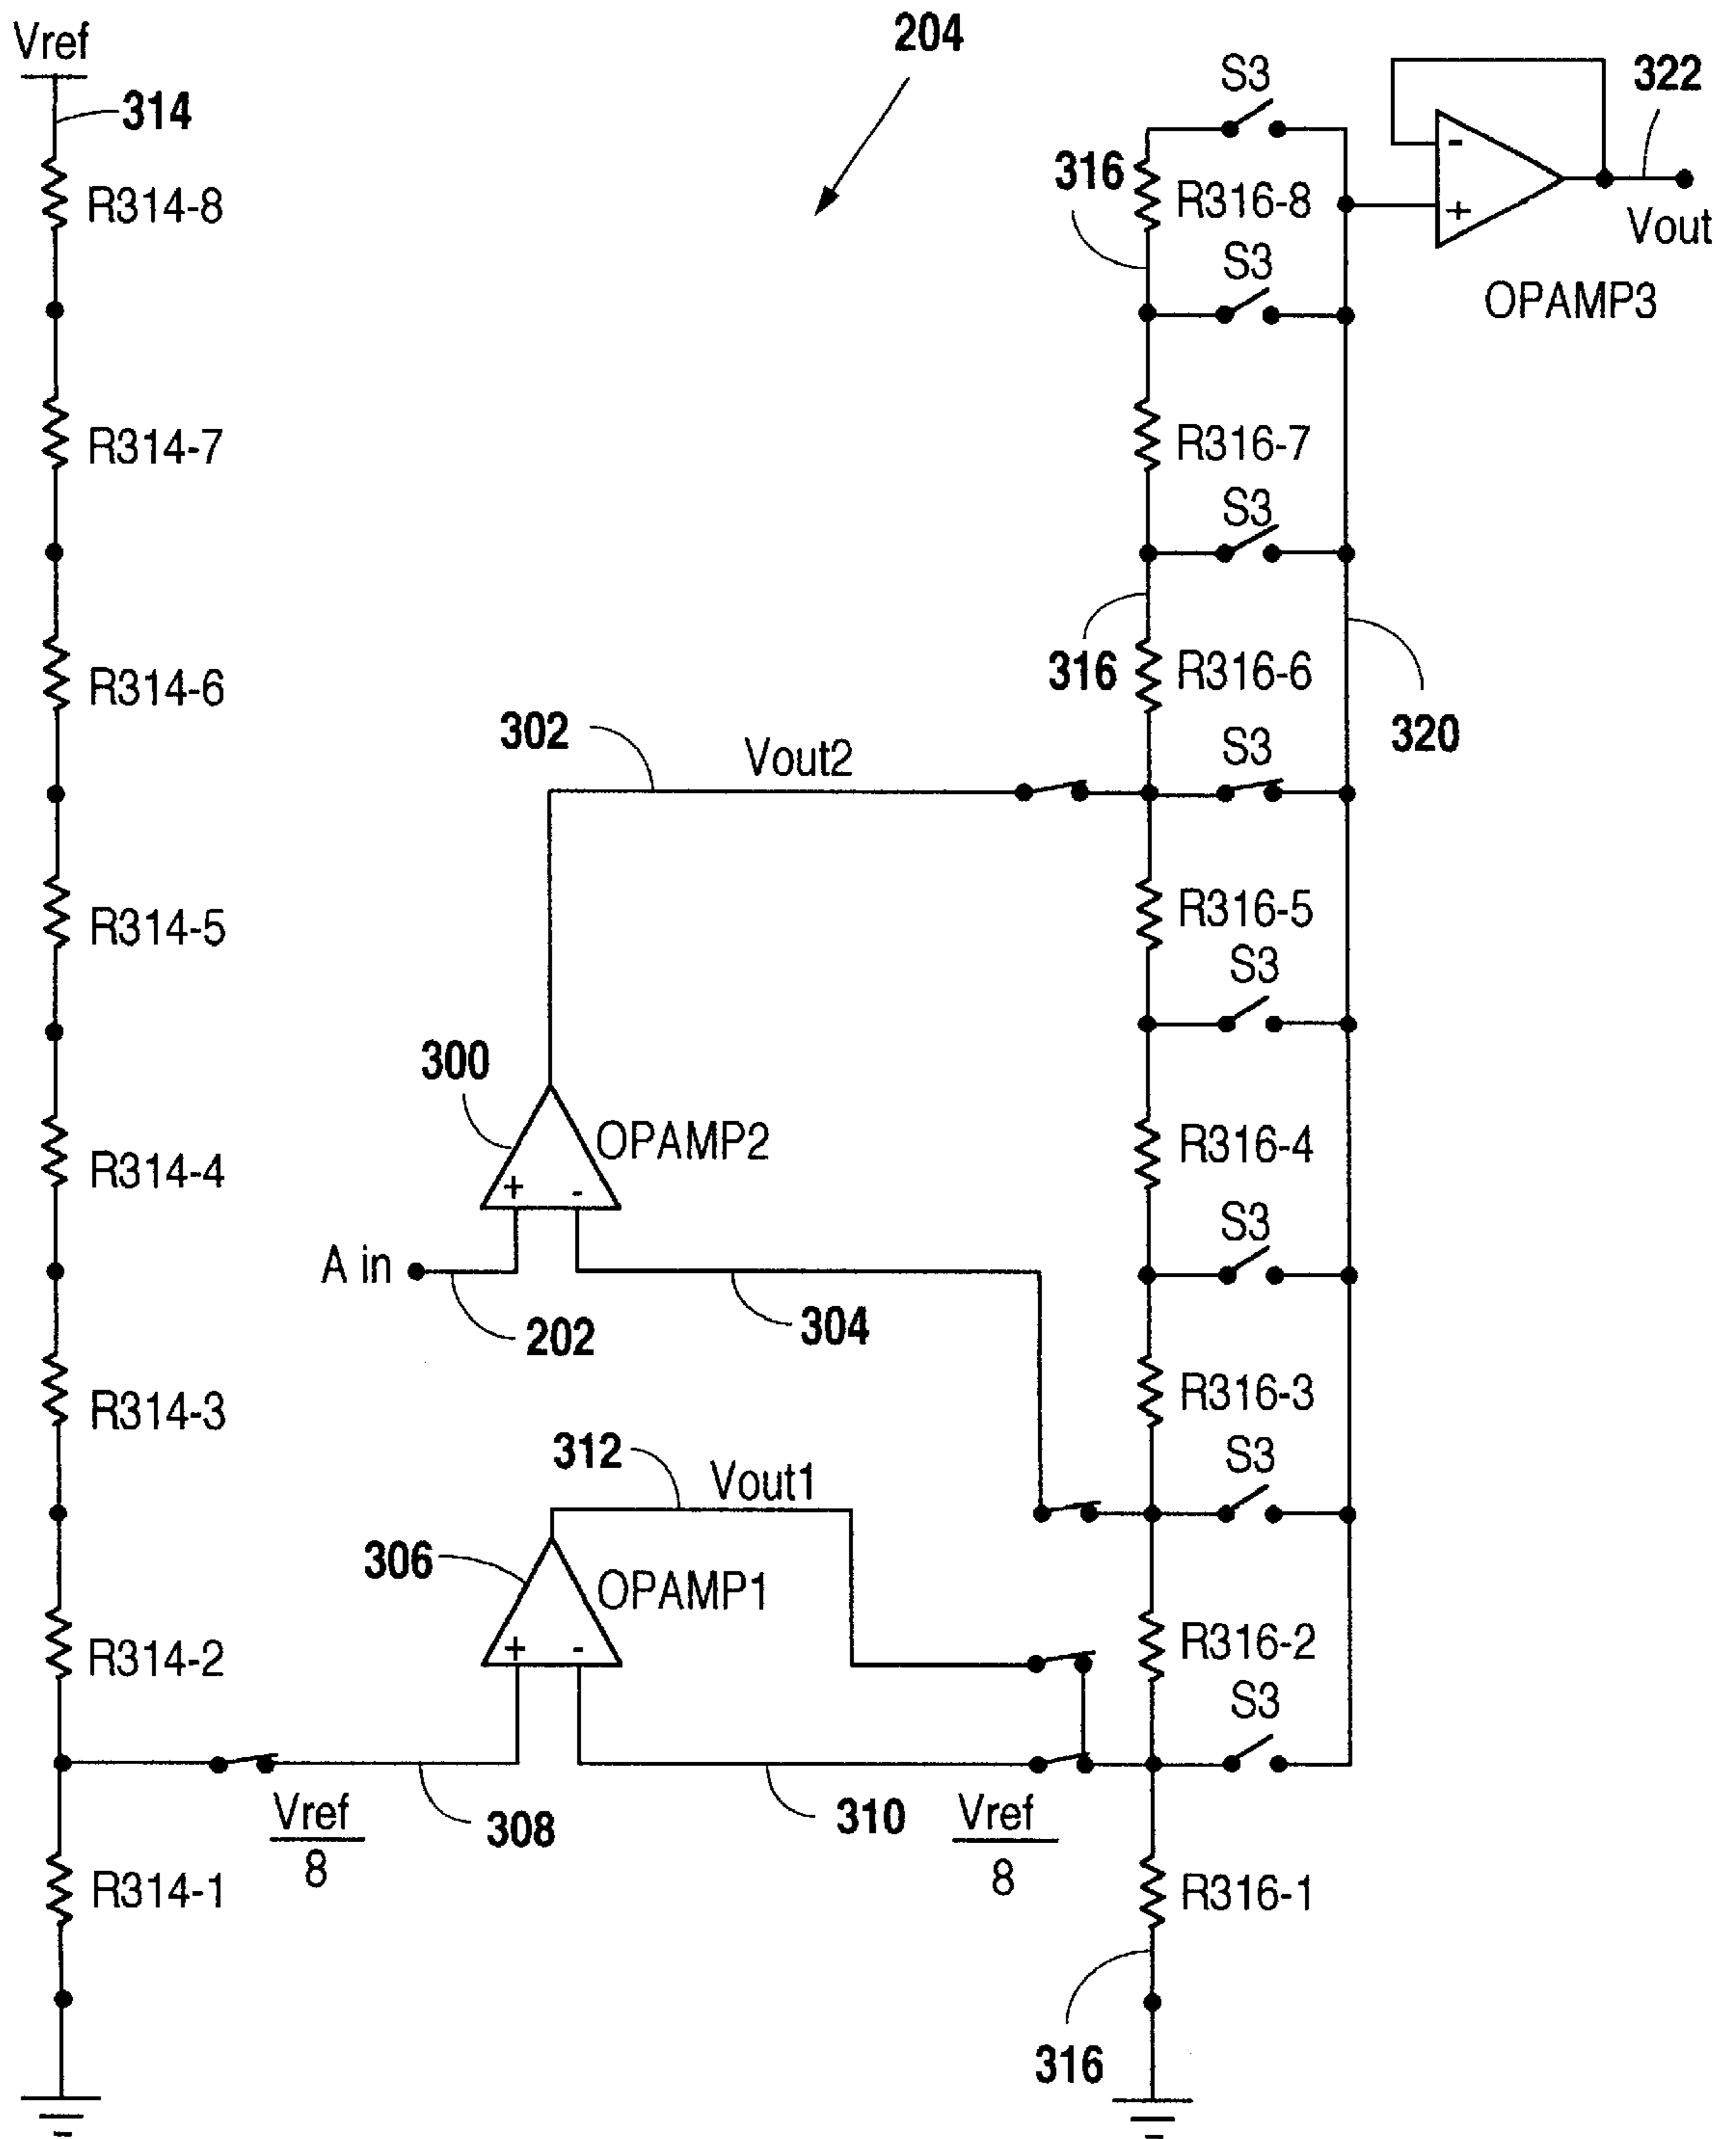 Vref
204
S3
322
314
-
316
R314-8
R316-8
+
Vout
S3
OPAMP3
R314-7
R316-7
S3
R314-6
316
R316-6
302
Vout2
S3
320
R314-5
R316-5
S3
300
OPAMP2
R314-4
R316-4
+ -
S3
A in
202
304
R314-3
R316-3
312
Vout1
S3
306
OPAMP1
R314-2
+ -
R316-2
S3
Vref
8
308
310
Vref
8
R314-1
R316-1
316